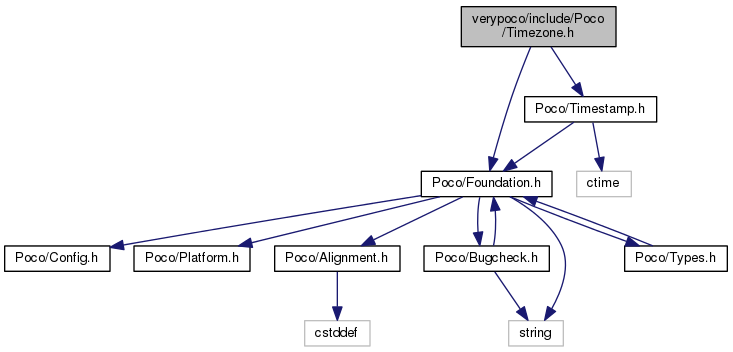 verypoco/include/Poco
/Timezone.h
Poco/Timestamp.h
Poco/Foundation.h
ctime
Poco/Config.h
Poco/Platform.h
Poco/Alignment.h
Poco/Bugcheck.h
Poco/Types.h
cstddef
string